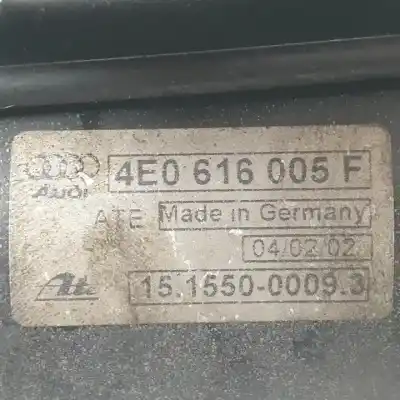 4E0 616 005 F
AUDI
ATE Made in Germany
04/02/02
Ate 15.1550-0009.3